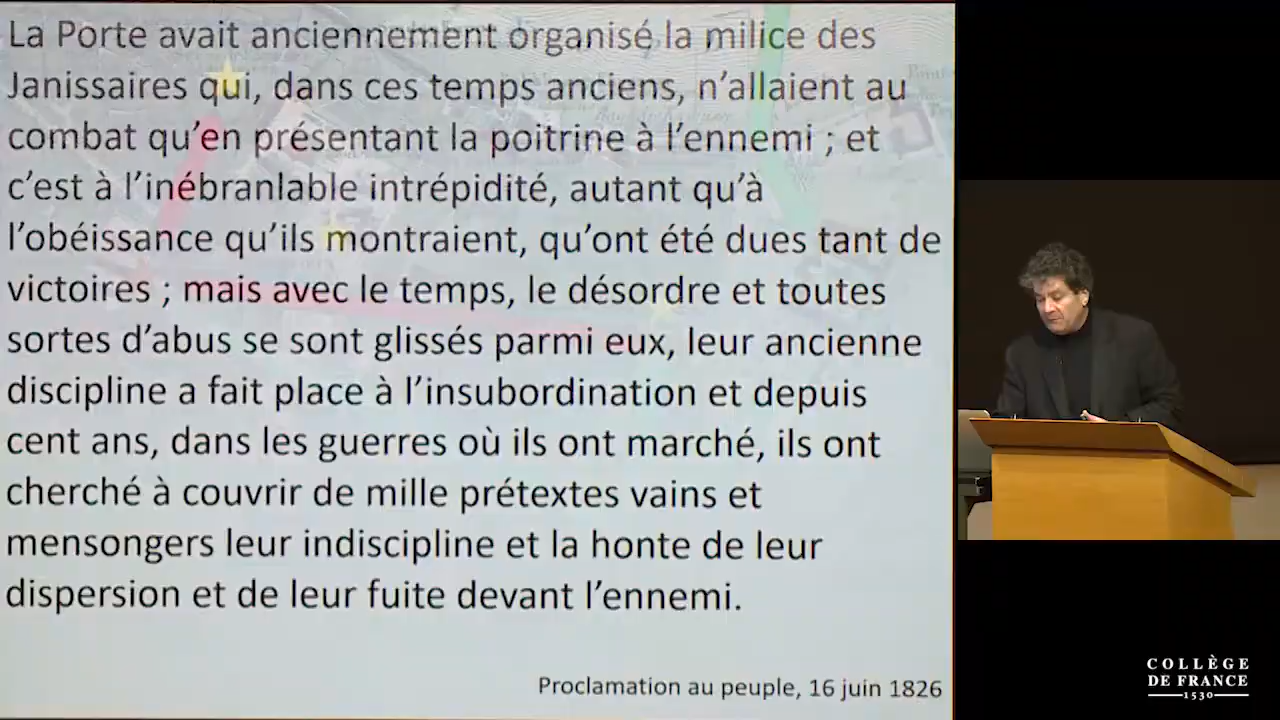 La Porte avait anciennement organisé la milice des
Janissaires qui, dans ces temps anciens, n’allaient au
combat qu’en présentant la poitrine à l’ennemi ; et
c’est à l’inébranlable intrépidité, autant qu’à
l’obéissance qu’ils montraient, qu’ont été dues tant de
victoires ; mais avec le temps, le désordre et toutes
sortes d’abus se sont glissés parmi eux, leur ancienne
discipline a fait place à l’insubordination et depuis
cent ans, dans les guerres où ils ont marché, ils ont
cherché à couvrir de mille prétextes vains et
mensongers leur indiscipline et la honte de leur
dispersion et de leur fuite devant l’ennemi.
Proclamation au peuple, 16 juin 1826
COLLÈGE
DE FRANCE
1530